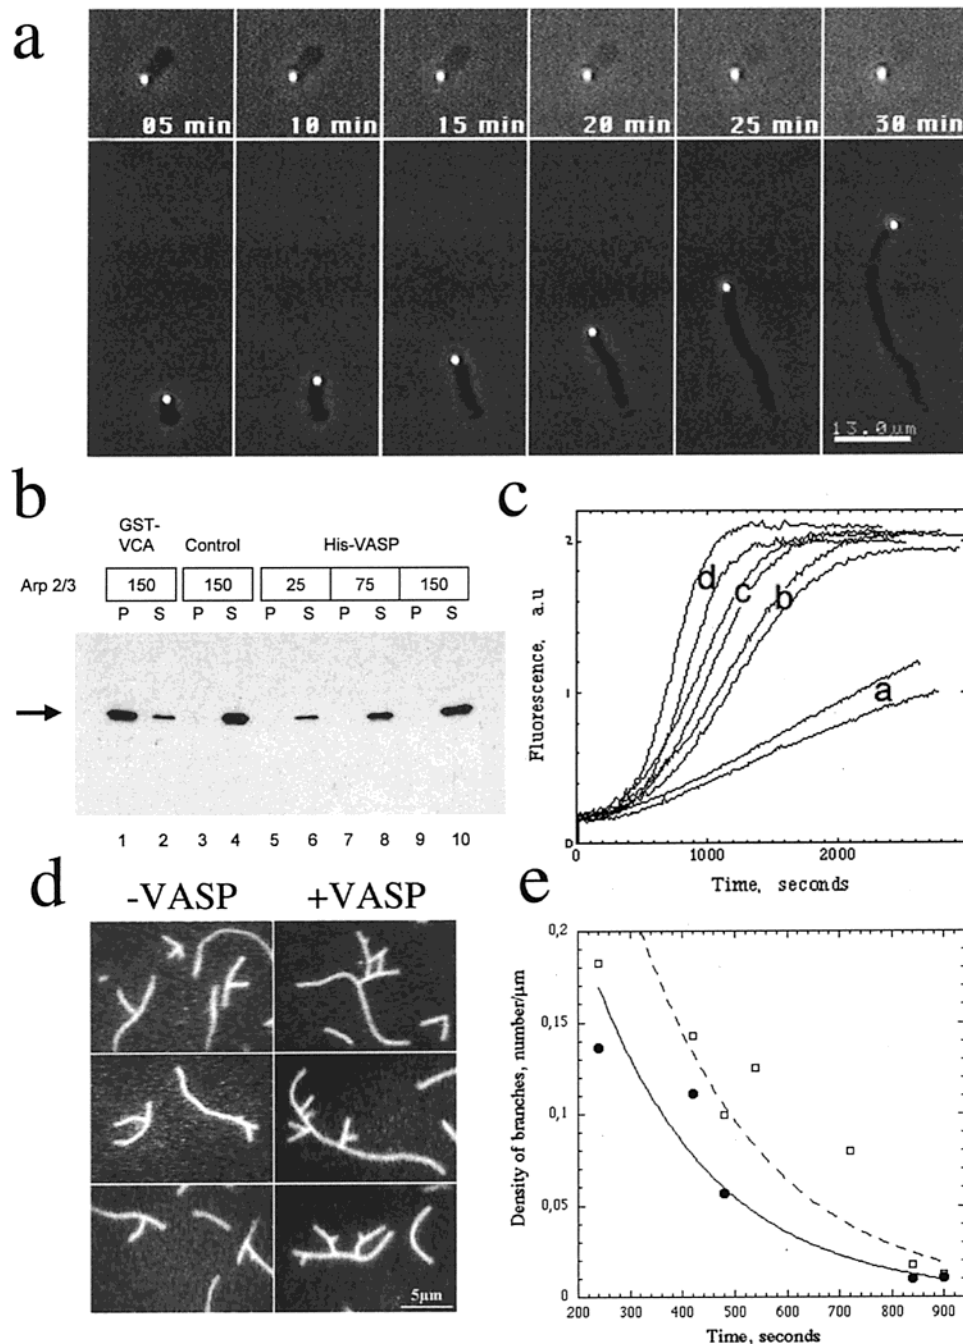 a
05 min 10 min 15 min 20 min 25 min 30 min
13.0µm
b
GST-
VCA Control His-VASP
Arp 2/3 150 150 25 75 150
P S P S P S P S P S
1 2 3 4 5 6 7 8 9 10
c
Fluorescence, a.u
2
1
0
d c b a
0 1000 2000
Time, seconds
d
-VASP +VASP
5µm
e
Density of branches, number/µm
0,2
0,15
0,1
0,05
0
200 300 400 500 600 700 800 900
Time, seconds